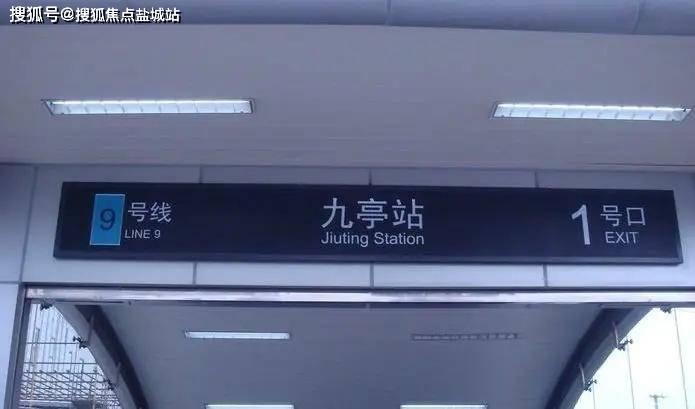 搜狐号@搜狐焦点盐城站
9号线
LINE 9
九亭站
Jiuting Station
1号口
EXIT